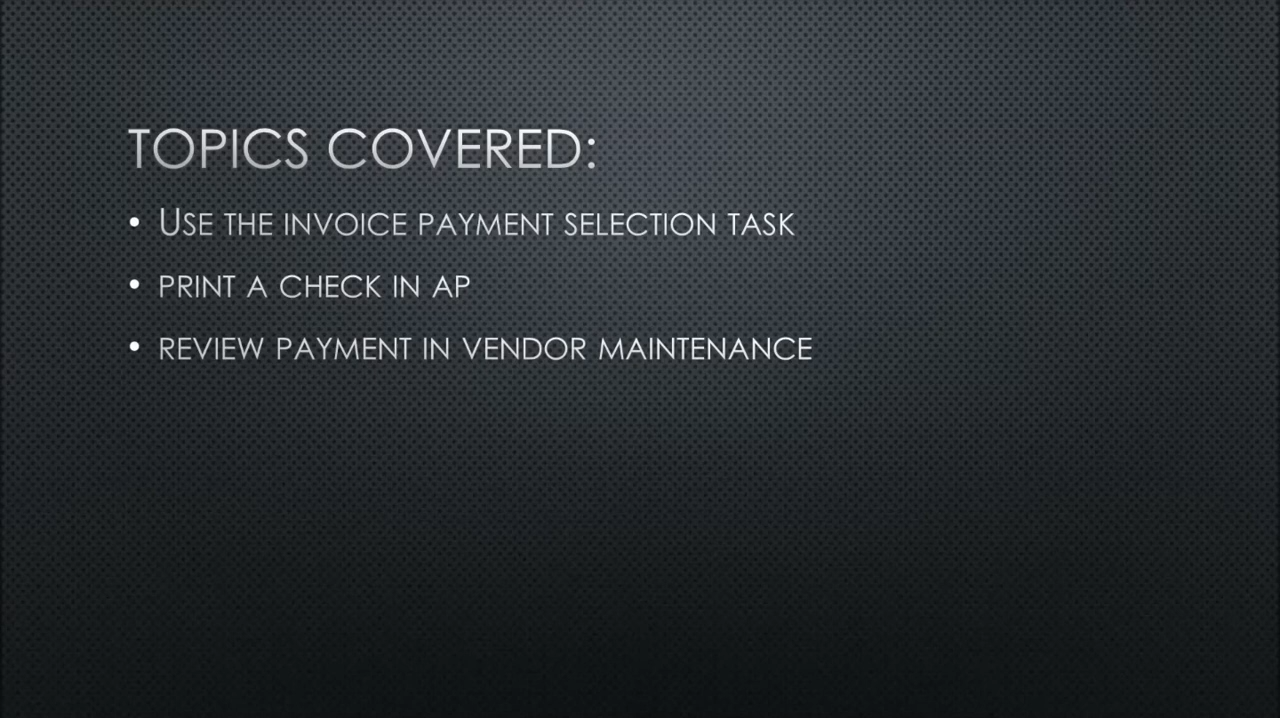 TOPICS COVERED:
• USE THE INVOICE PAYMENT SELECTION TASK
• PRINT A CHECK IN AP
• REVIEW PAYMENT IN VENDOR MAINTENANCE